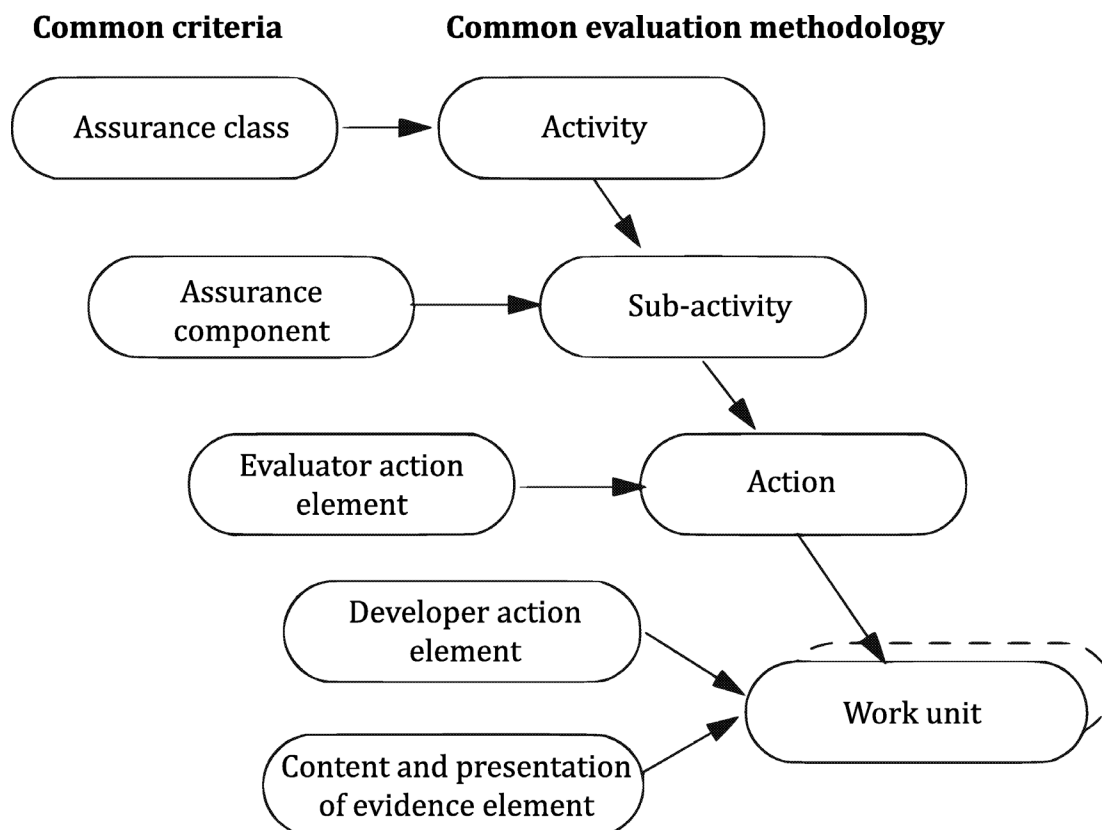 Common criteria
Common evaluation methodology
Assurance class
Activity
Assurance
component
Sub-activity
Evaluator action
element
Action
Developer action
element
Work unit
Content and presentation
of evidence element